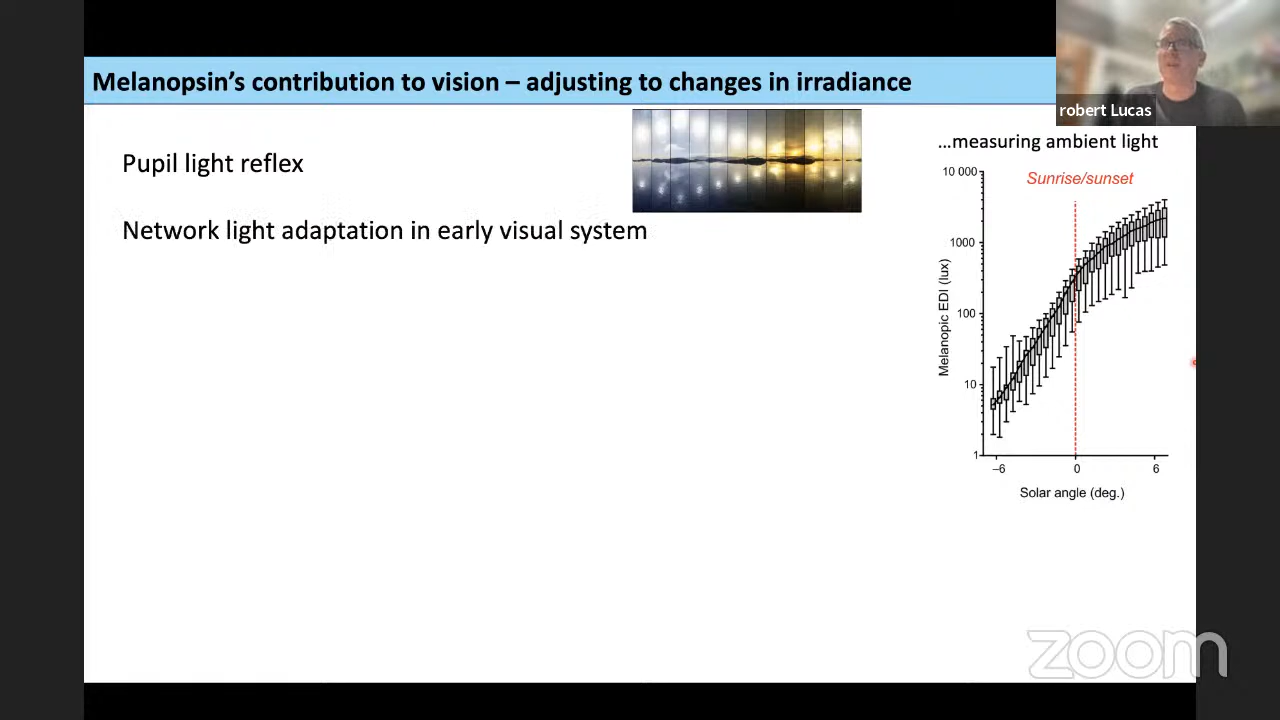 Melanopsin’s contribution to vision – adjusting to changes in irradiance
robert Lucas
Pupil light reflex
Network light adaptation in early visual system
...measuring ambient light
Sunrise/sunset
10 000
1000
100
10
1
Melanopic EDI (lux)
–6
0
6
Solar angle (deg.)
zoom